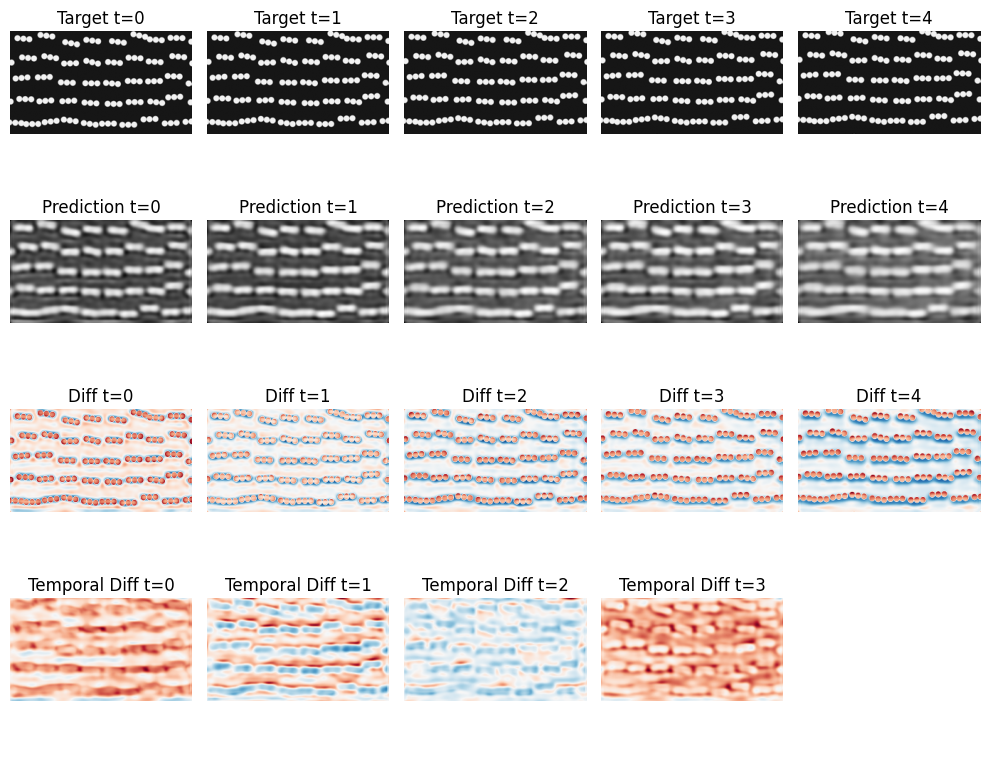 Target t=0 Target t=1 Target t=2 Target t=3 Target t=4
Prediction t=0 Prediction t=1 Prediction t=2 Prediction t=3 Prediction t=4
Diff t=0 Diff t=1 Diff t=2 Diff t=3 Diff t=4
Temporal Diff t=0 Temporal Diff t=1 Temporal Diff t=2 Temporal Diff t=3